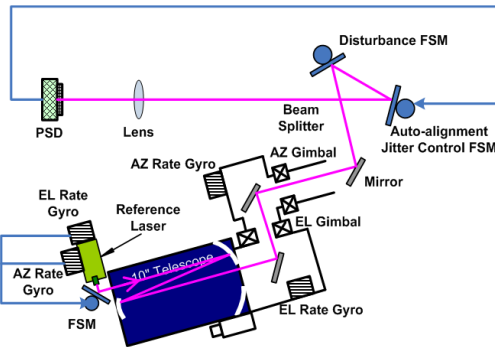 Disturbance FSM
PSD
Lens
Beam
Splitter
Auto-alignment
Jitter Control FSM
AZ Rate Gyro
AZ Gimbal
Mirror
EL Rate
Gyro
Reference
Laser
EL Gimbal
AZ Rate
Gyro
10" Telescope
FSM
EL Rate Gyro